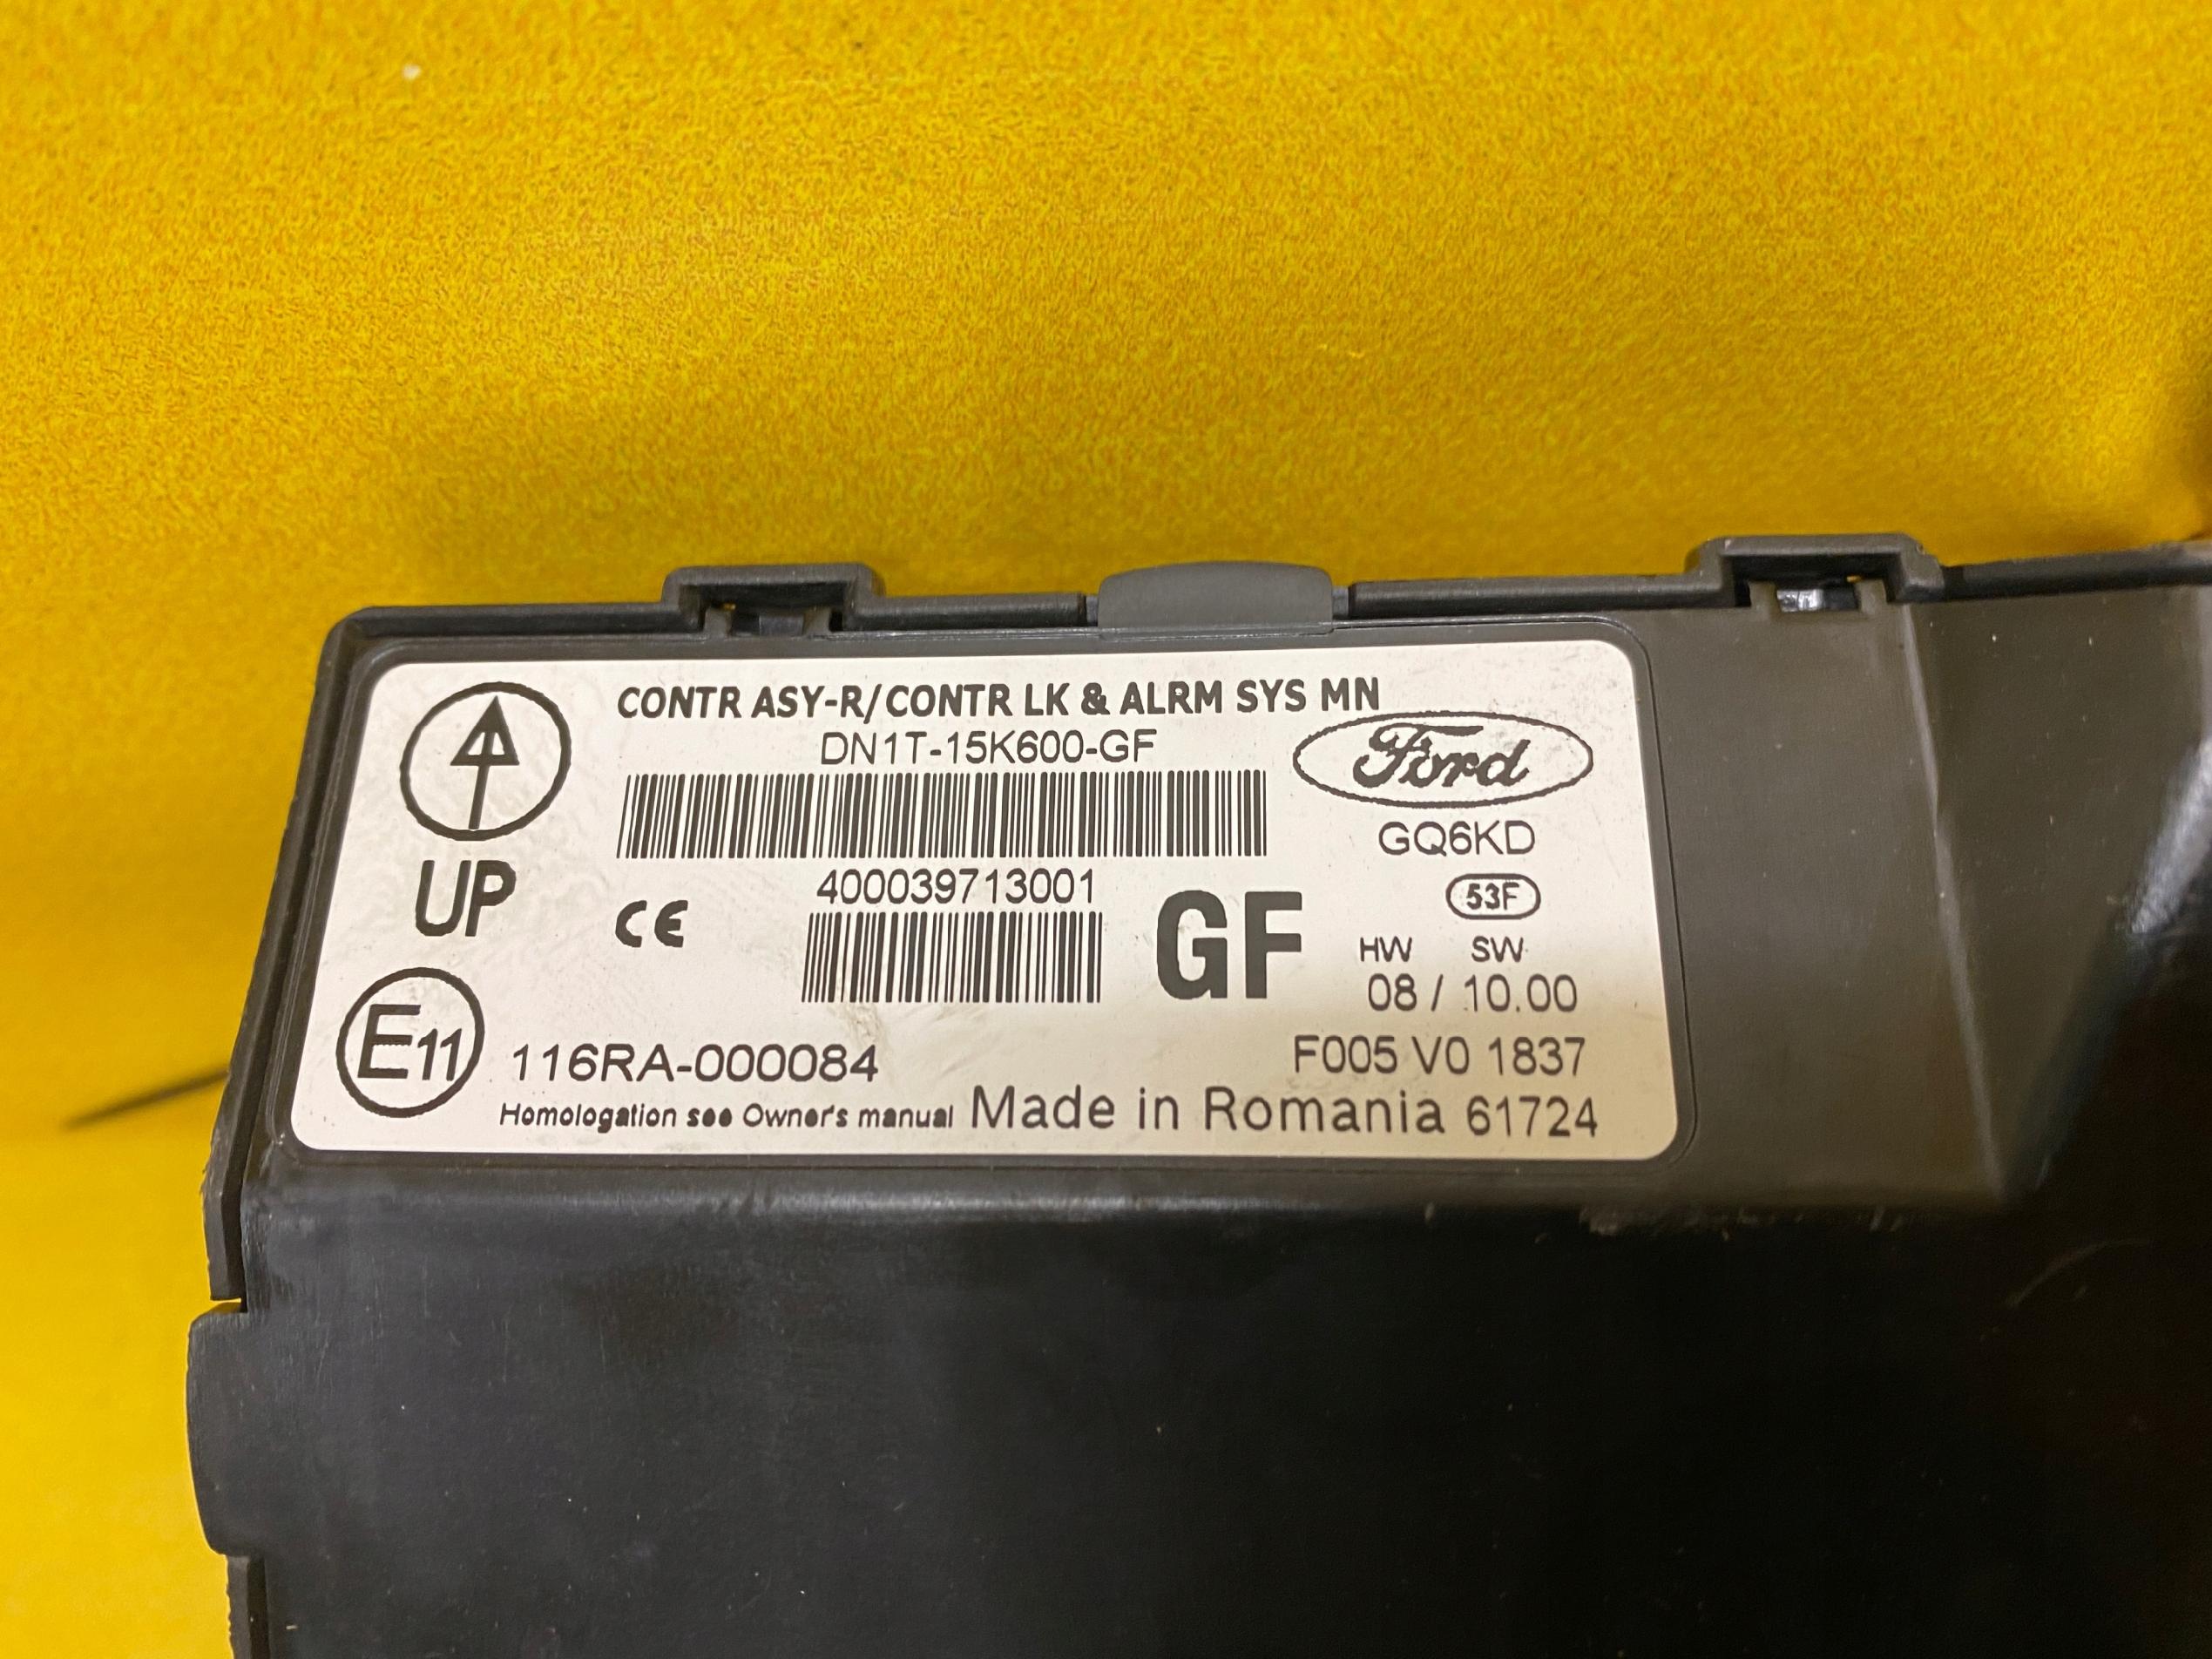 CONTR ASY-R/CONTR LK & ALRM SYS MN
DN1T-15K600-GF
Ford
GQ6KD
UP
CE
400039713001
GF
53F
HW SW
08 / 10.00
E11
116RA-000084
F005 V0 1837
Homologation see Owner's manual Made in Romania 61724